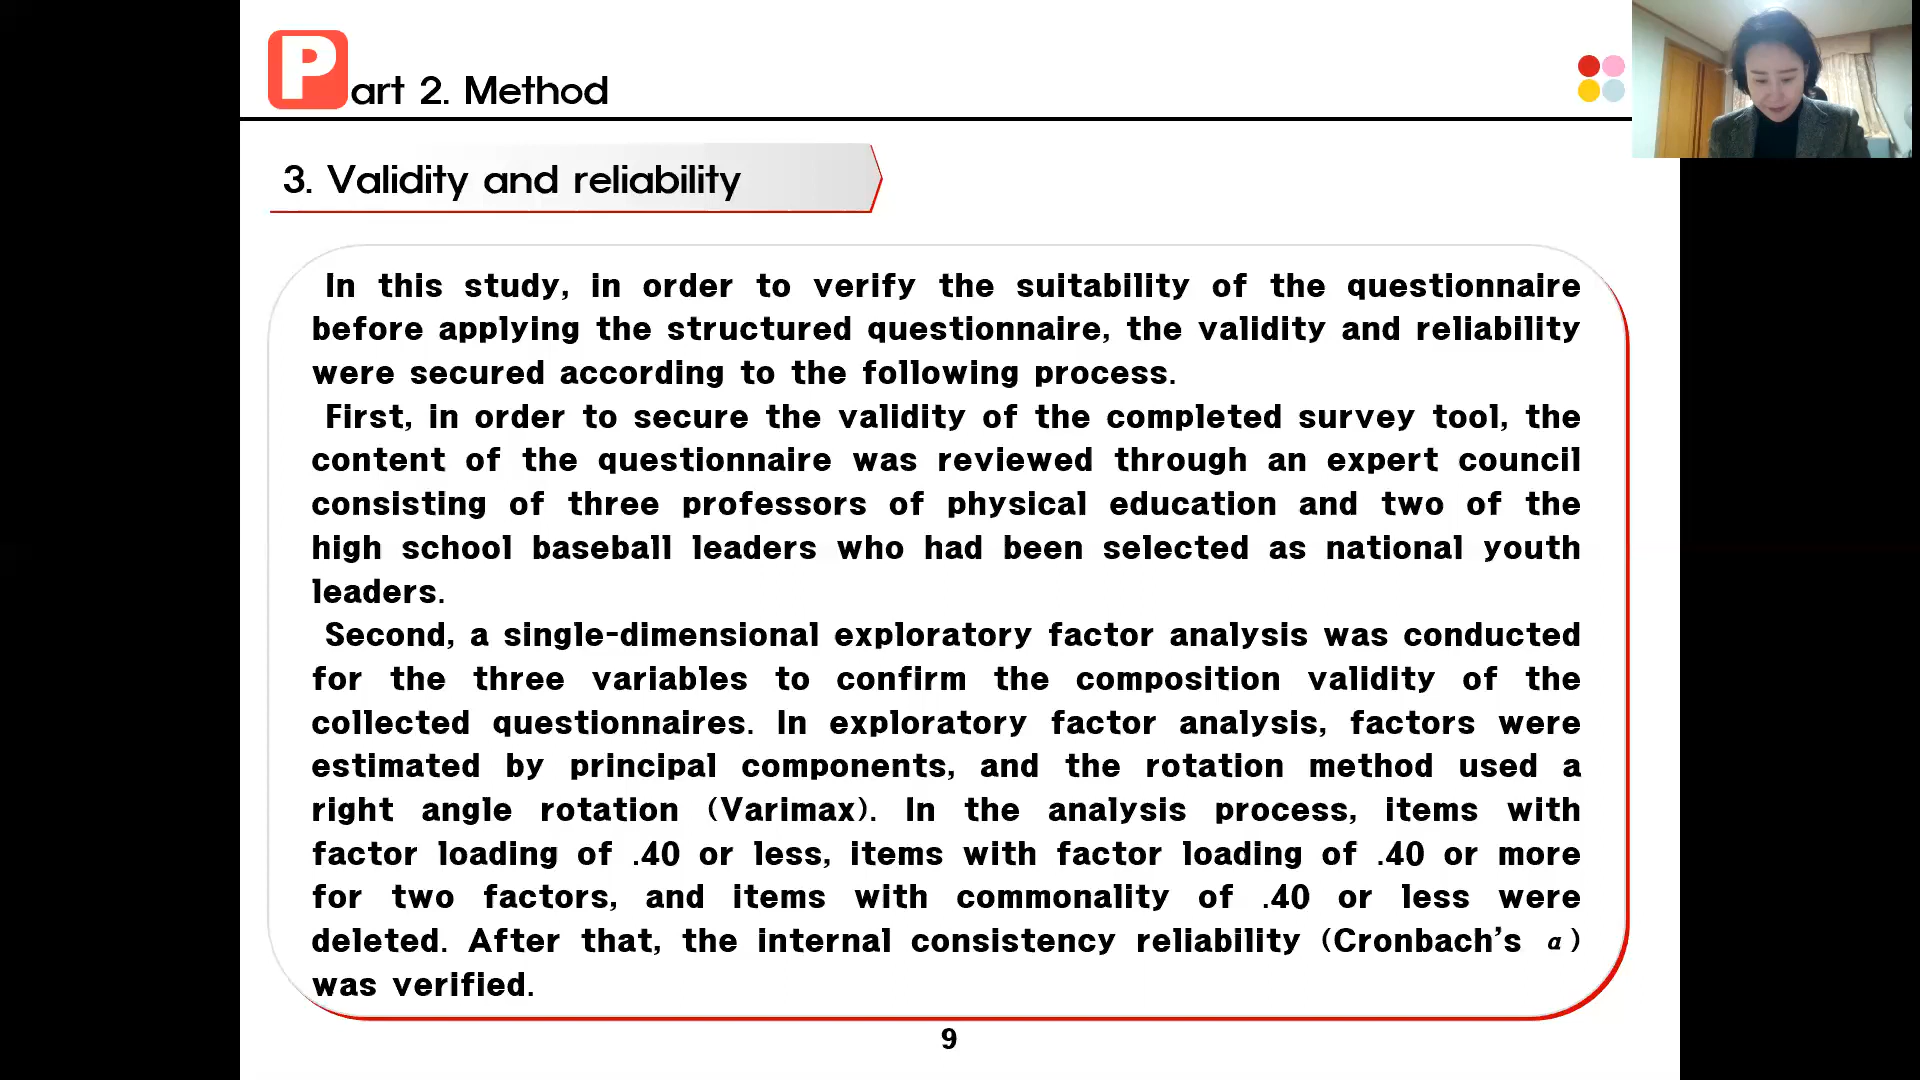 Part 2. Method
3. Validity and reliability
In this study, in order to verify the suitability of the questionnaire
before applying the structured questionnaire, the validity and reliability
were secured according to the following process.
First, in order to secure the validity of the completed survey tool, the
content of the questionnaire was reviewed through an expert council
consisting of three professors of physical education and two of the
high school baseball leaders who had been selected as national youth
leaders.
Second, a single-dimensional exploratory factor analysis was conducted
for the three variables to confirm the composition validity of the
collected questionnaires. In exploratory factor analysis, factors were
estimated by principal components, and the rotation method used a
right angle rotation (Varimax). In the analysis process, items with
factor loading of .40 or less, items with factor loading of .40 or more
for two factors, and items with commonality of .40 or less were
deleted. After that, the internal consistency reliability (Cronbach's α)
was verified.
9